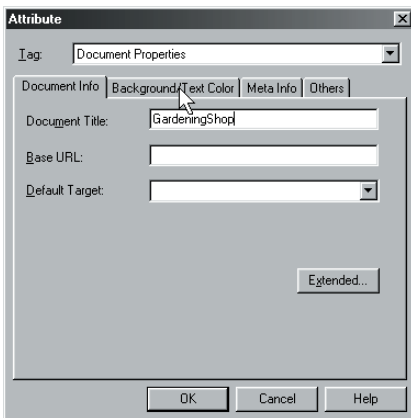 Attribute
Tag: Document Properties
Document Info Background/Text Color Meta Info Others
Document Title: GardeningShop
Base URL:
Default Target:
Extended...
OK Cancel Help